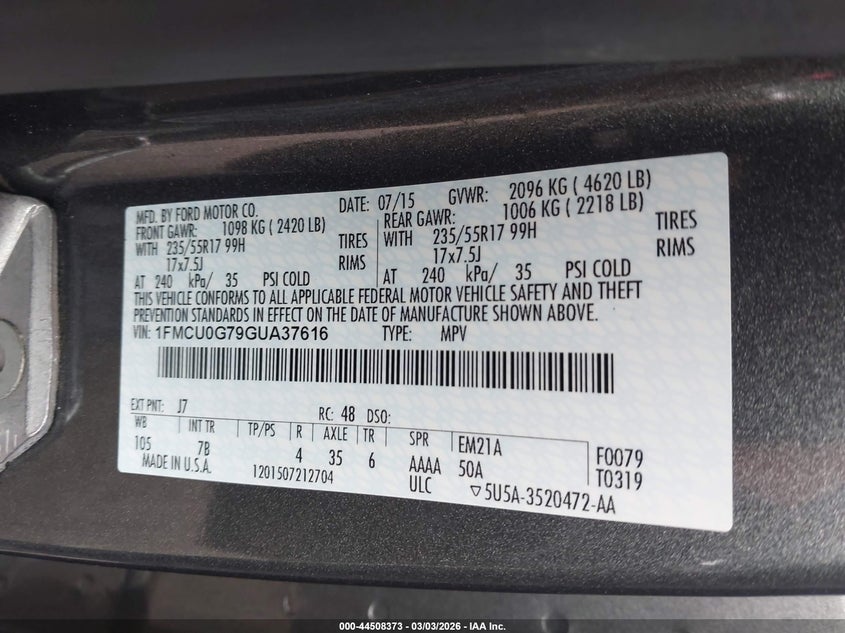 MFD. BY FORD MOTOR CO. DATE: 07/15 GVWR: 2096 KG ( 4620 LB)
FRONT GAWR: 1098 KG ( 2420 LB) REAR GAWR: 1006 KG ( 2218 LB)
WITH 235/55R17 99H TIRES WITH 235/55R17 99H TIRES
17x7.5J RIMS 17x7.5J RIMS
AT 240 kPa/ 35 PSI COLD AT 240 kPa/ 35 PSI COLD
THIS VEHICLE CONFORMS TO ALL APPLICABLE FEDERAL MOTOR VEHICLE SAFETY AND THEFT
PREVENTION STANDARDS IN EFFECT ON THE DATE OF MANUFACTURE SHOWN ABOVE.
VIN: 1FMCU0G79GUA37616 TYPE: MPV
EXT PNT: J7 RC: 48 DSO:
WB INT TR TP/PS R AXLE TR SPR EM21A F0079
105 7B 4 35 6 AAAA 50A T0319
MADE IN U.S.A. 1201507212704 ULC ▽5U5A-3520472-AA
000-44508373 - 03/03/2026 - IAA Inc.